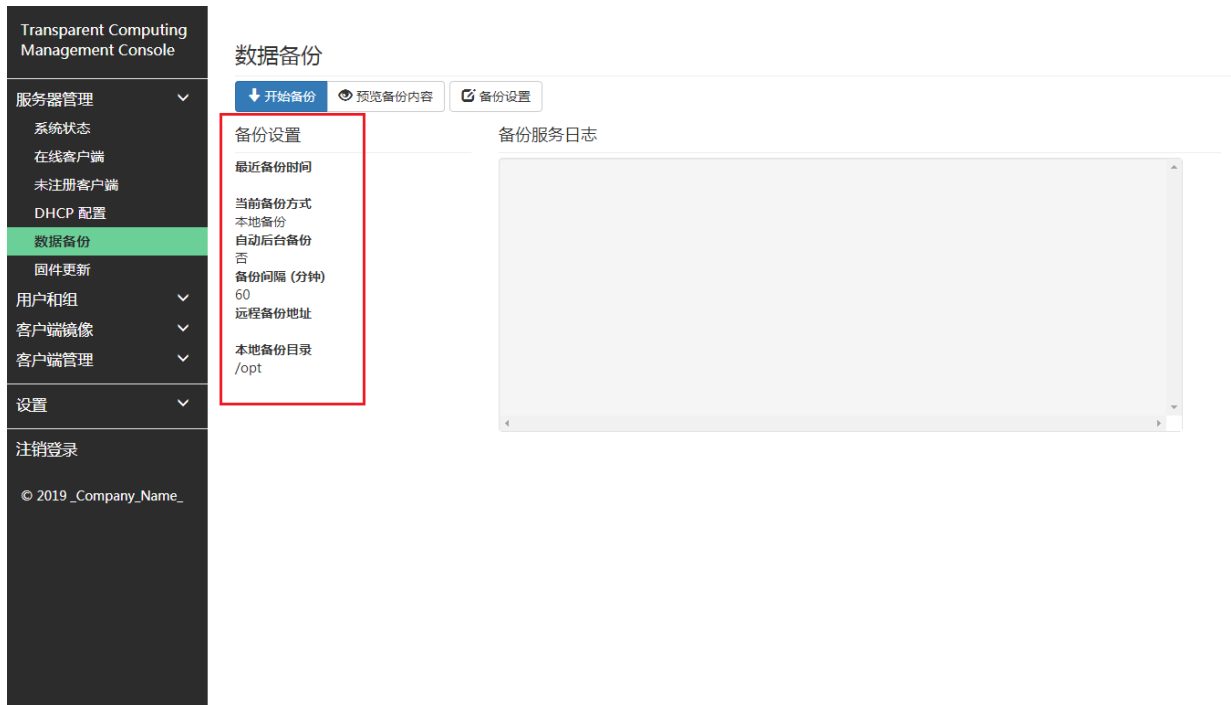 Transparent Computing
Management Console
服务器管理
系统状态
在线客户端
未注册客户端
DHCP 配置
数据备份
固件更新
用户和组
客户端镜像
客户端管理
设置
注销登录
© 2019 _Company_Name_
数据备份
开始备份
预览备份内容
备份设置
备份设置
最近备份时间
当前备份方式
本地备份
自动后台备份
否
备份间隔 (分钟)
60
远程备份地址
本地备份目录
/opt
备份服务日志